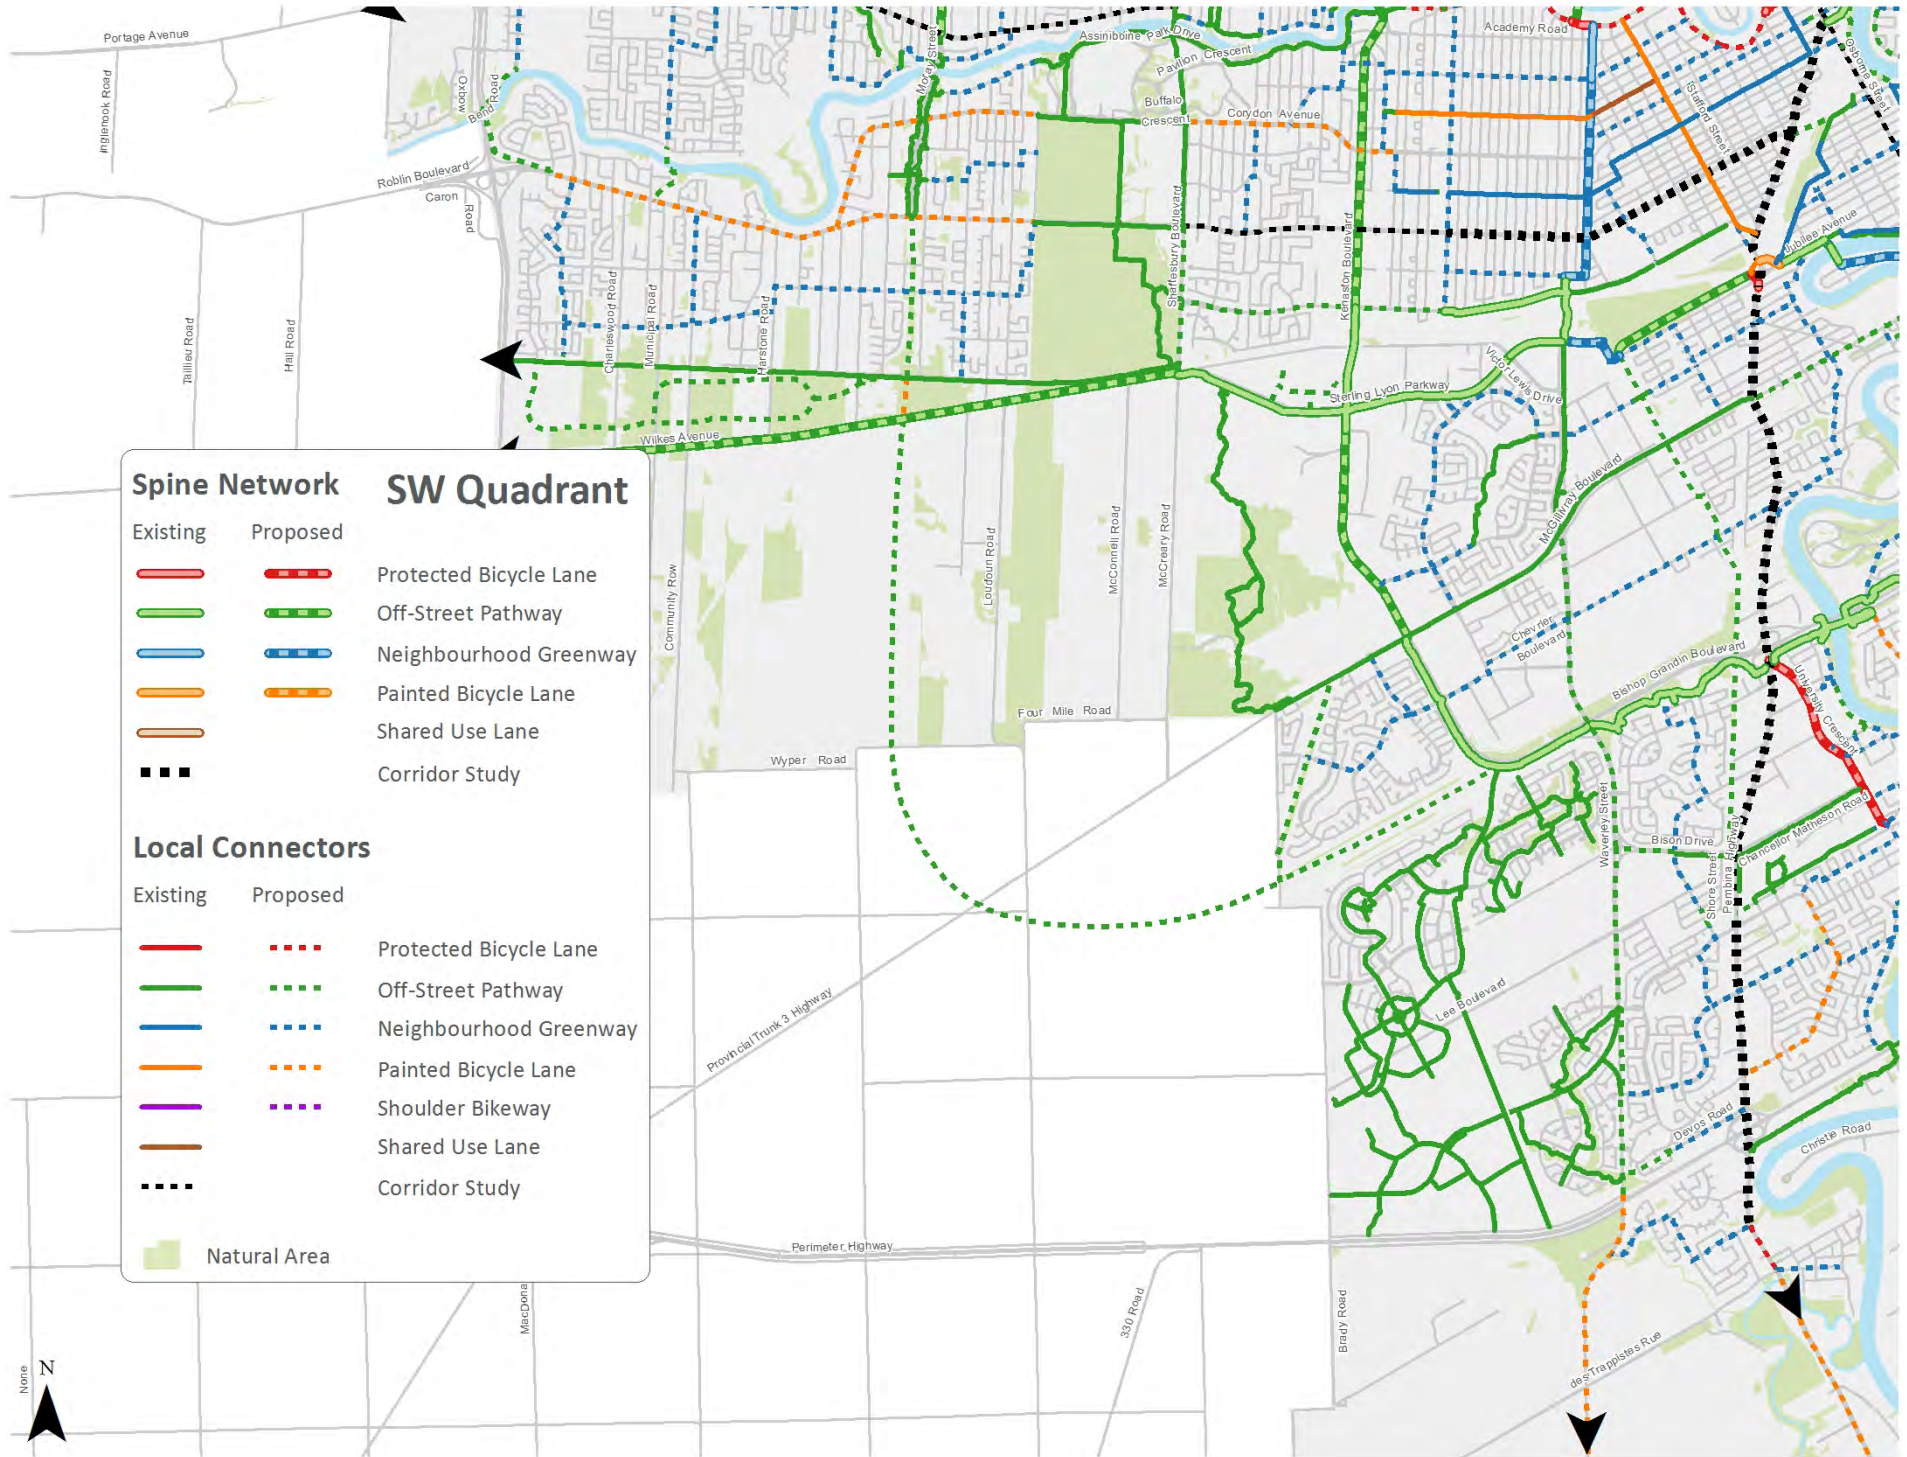 Portage Avenue
Inglenook Road
Oxbow
Bend Road
Roblin Boulevard
Caron
Road
Moray Street
Assiniboine Park Drive
Pavilion Crescent
Buffalo
Crescent
Corydon Avenue
Academy Road
Stafford Street
Osborne Street
Jubilee Avenue
Shaftesbury Boulevard
Kenaston Boulevard
Taillieu Road
Hall Road
Charleswood Road
Municipal Road
Harstone Road
Wilkes Avenue
Sterling Lyon Parkway
Victor Lewis Drive
McGillivray Boulevard
Community Row
Loudoun Road
McConnell Road
McCreary Road
Four Mile Road
Wyper Road
Chevrier
Boulevard
Bishop Grandin Boulevard
University Crescent
Waverley Street
Bison Drive
Chancellor Matheson Road
Shore Street
Pembina Highway
Lee Boulevard
Provincial Trunk 3 Highway
Devos Road
Christie Road
Perimeter Highway
330 Road
Brady Road
des Trappistes Rue
MacDona
None
N
Spine Network
SW Quadrant
Existing Proposed
Protected Bicycle Lane
Off-Street Pathway
Neighbourhood Greenway
Painted Bicycle Lane
Shared Use Lane
Corridor Study
Local Connectors
Existing Proposed
Protected Bicycle Lane
Off-Street Pathway
Neighbourhood Greenway
Painted Bicycle Lane
Shoulder Bikeway
Shared Use Lane
Corridor Study
Natural Area